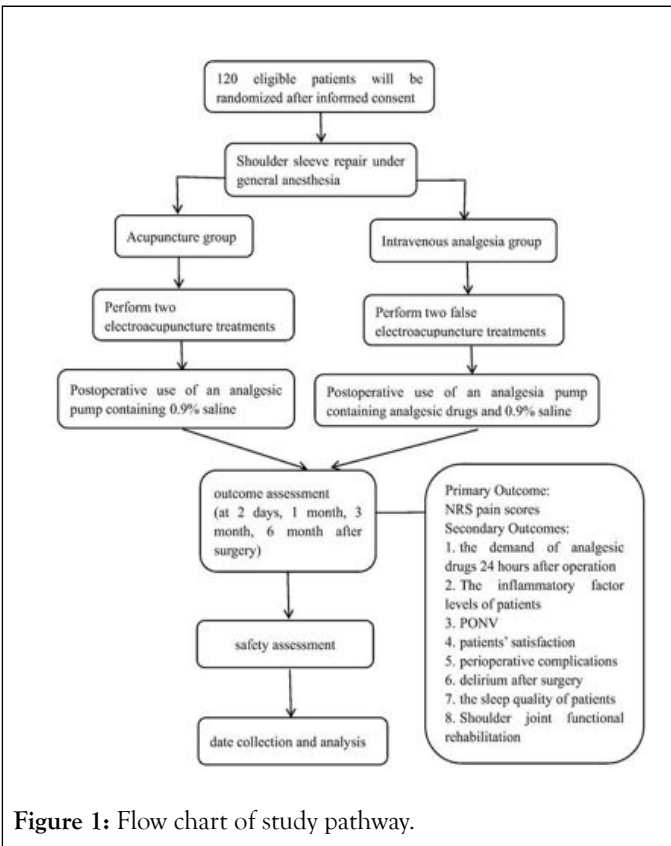 120 eligible patients will be
randomized after informed consent
Shoulder sleeve repair under
general anesthesia
Acupuncture group
Intravenous analgesia group
Perform two
electroacupuncture treatments
Perform two false
electroacupuncture treatments
Postoperative use of an analgesic
pump containing 0.9% saline
Postoperative use of an analgesia pump
containing analgesic drugs and 0.9% saline
outcome assessment
(at 2 days, 1 month, 3
month, 6 month after
surgery)
Primary Outcome:
NRS pain scores
Secondary Outcomes:
1. the demand of analgesic
drugs 24 hours after operation
2. The inflammatory factor
levels of patients
3. PONV
4. patients' satisfaction
5. perioperative complications
6. delirium after surgery
7. the sleep quality of patients
8. Shoulder joint functional
rehabilitation
safety assessment
date collection and analysis
Figure 1: Flow chart of study pathway.